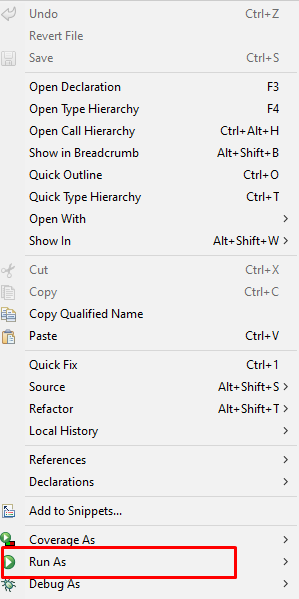 Undo Ctrl+Z
Revert File
Save Ctrl+S
Open Declaration F3
Open Type Hierarchy F4
Open Call Hierarchy Ctrl+Alt+H
Show in Breadcrumb Alt+Shift+B
Quick Outline Ctrl+O
Quick Type Hierarchy Ctrl+T
Open With
Show In Alt+Shift+W
Cut Ctrl+X
Copy Ctrl+C
Copy Qualified Name
Paste Ctrl+V
Quick Fix Ctrl+1
Source Alt+Shift+S
Refactor Alt+Shift+T
Local History
References
Declarations
Add to Snippets...
Coverage As
Run As
Debug As